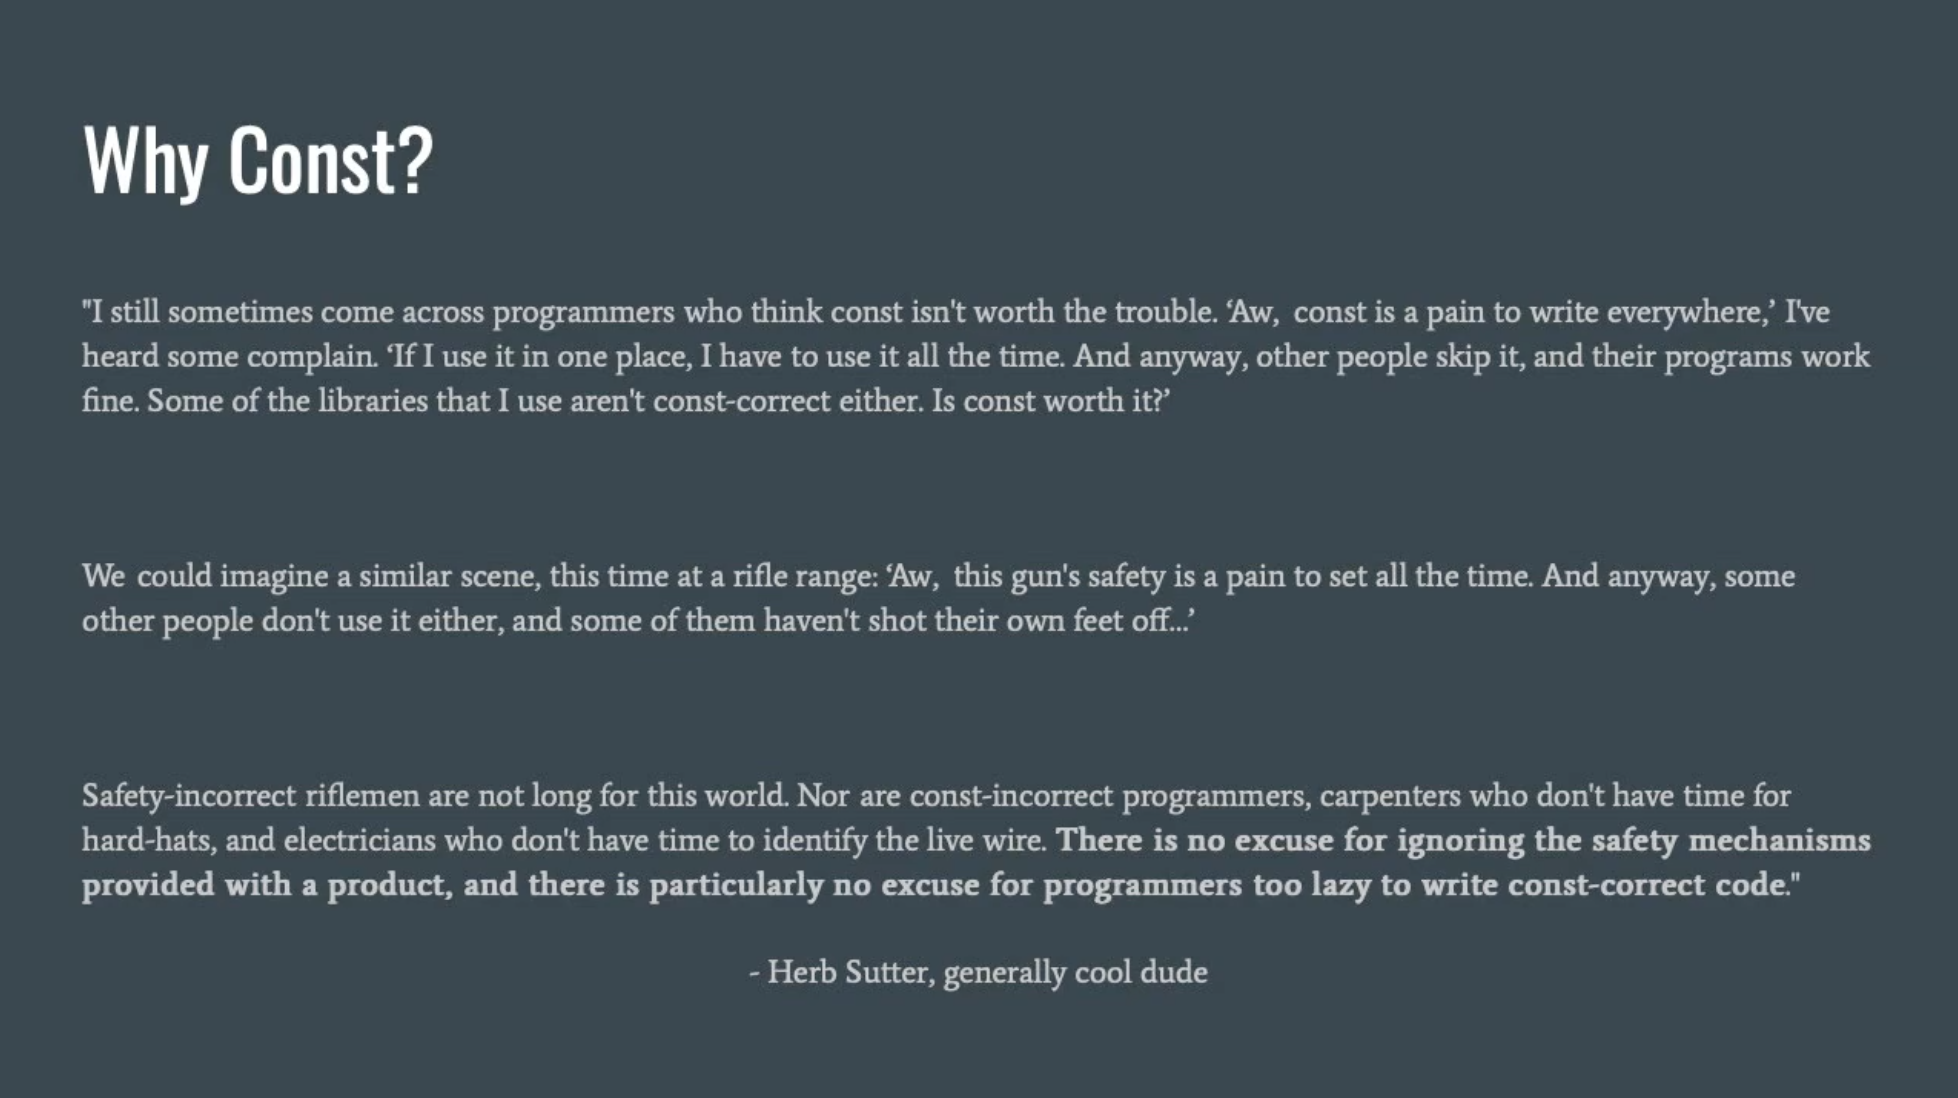 Why Const?
"I still sometimes come across programmers who think const isn't worth the trouble. ‘Aw,  const is a pain to write everywhere,’ I've
heard some complain. ‘If I use it in one place, I have to use it all the time. And anyway, other people skip it, and their programs work
fine. Some of the libraries that I use aren't const-correct either. Is const worth it?’
We could imagine a similar scene, this time at a rifle range: ‘Aw,  this gun's safety is a pain to set all the time. And anyway, some
other people don't use it either, and some of them haven't shot their own feet off...’
Safety-incorrect riflemen are not long for this world. Nor are const-incorrect programmers, carpenters who don't have time for
hard-hats, and electricians who don't have time to identify the live wire. There is no excuse for ignoring the safety mechanisms
provided with a product, and there is particularly no excuse for programmers too lazy to write const-correct code."
- Herb Sutter, generally cool dude